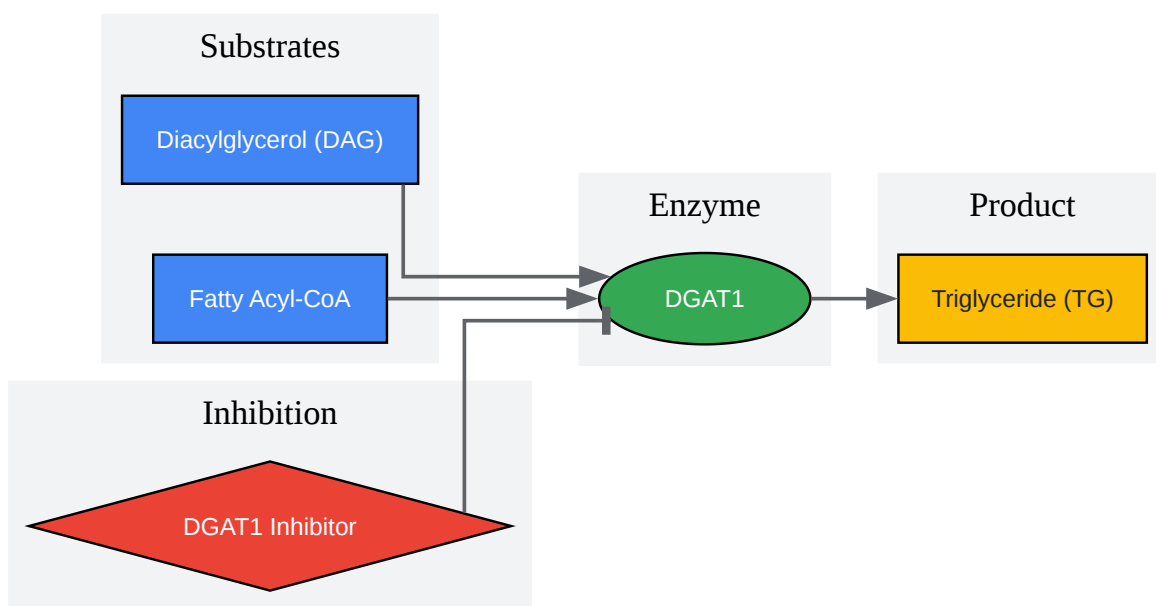 Substrates
Diacylglycerol (DAG)
Fatty Acyl-CoA
Enzyme
DGAT1
Product
Triglyceride (TG)
Inhibition
DGAT1 Inhibitor